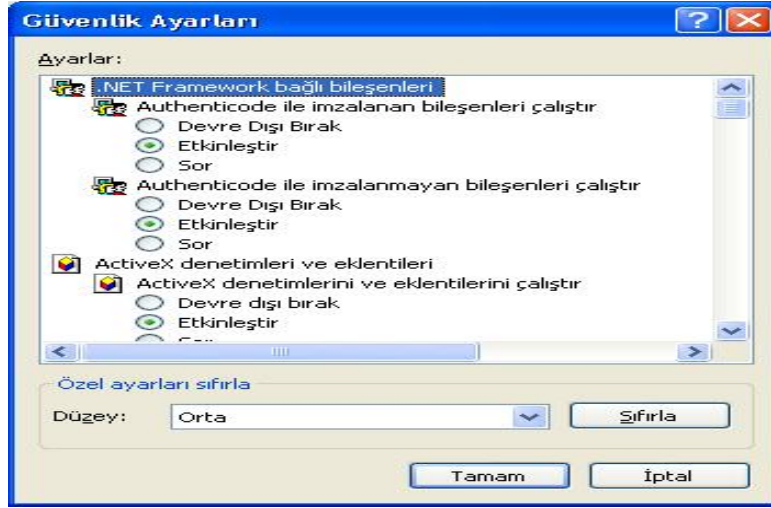 Güvenlik Ayarları
Ayarlar:
.NET Framework bağlı bileşenleri
Authenticode ile imzalanan bileşenleri çalıştır
Devre Dışı Bırak
Etkinleştir
Sor
Authenticode ile imzalanmayan bileşenleri çalıştır
Devre Dışı Bırak
Etkinleştir
Sor
ActiveX denetimleri ve eklentileri
ActiveX denetimlerini ve eklentilerini çalıştır
Devre dışı bırak
Etkinleştir
Özel ayarları sıfırla
Düzey: Orta Sıfırla
Tamam İptal